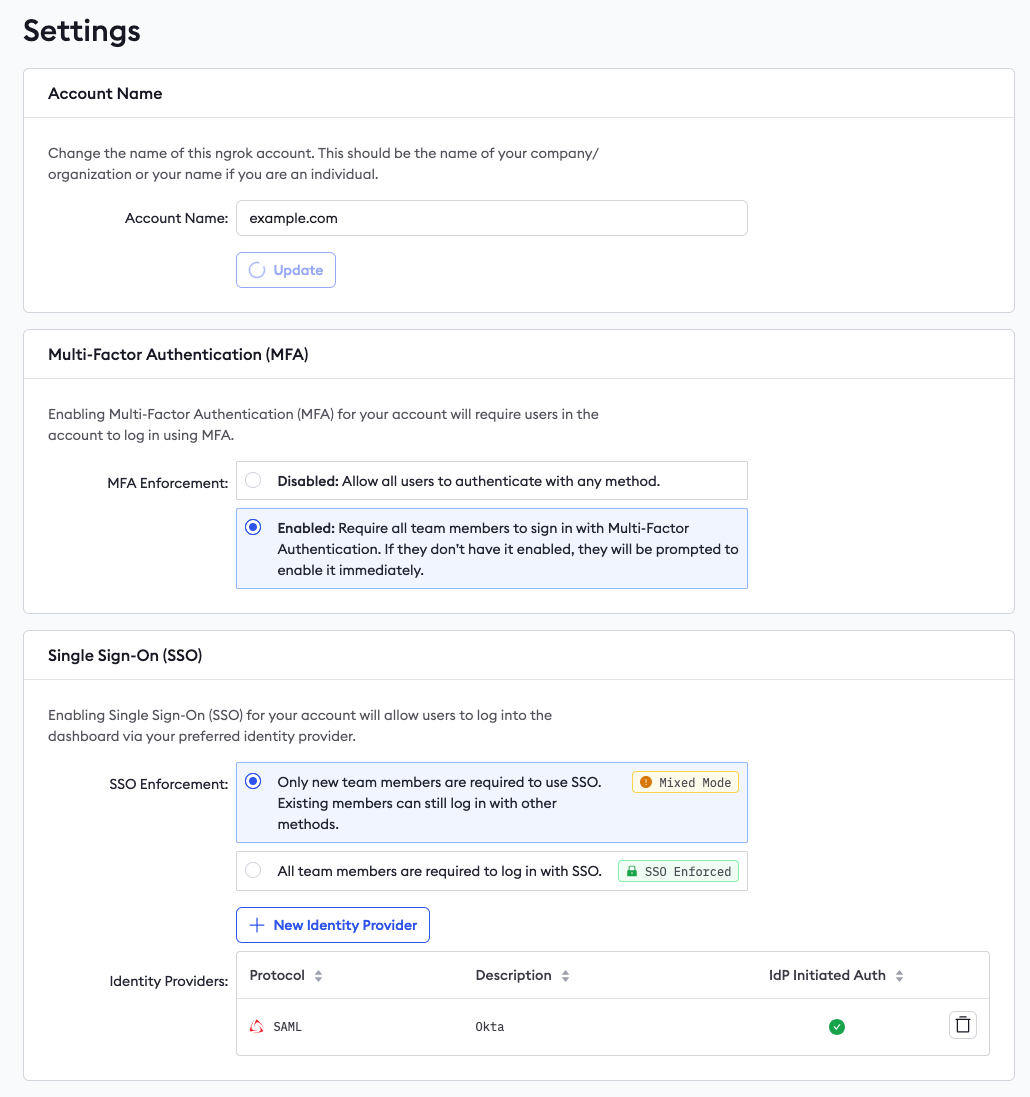 Settings
Account Name
Change the name of this ngrok account. This should be the name of your company/
organization or your name if you are an individual.
Account Name: example.com
Update
Multi-Factor Authentication (MFA)
Enabling Multi-Factor Authentication (MFA) for your account will require users in the
account to log in using MFA.
MFA Enforcement: Disabled: Allow all users to authenticate with any method.
Enabled: Require all team members to sign in with Multi-Factor
Authentication. If they don't have it enabled, they will be prompted to
enable it immediately.
Single Sign-On (SSO)
Enabling Single Sign-On (SSO) for your account will allow users to log into the
dashboard via your preferred identity provider.
SSO Enforcement: Only new team members are required to use SSO. Mixed Mode
Existing members can still log in with other
methods.
All team members are required to log in with SSO. SSO Enforced
New Identity Provider
Identity Providers: Protocol Description IdP Initiated Auth
SAML Okta